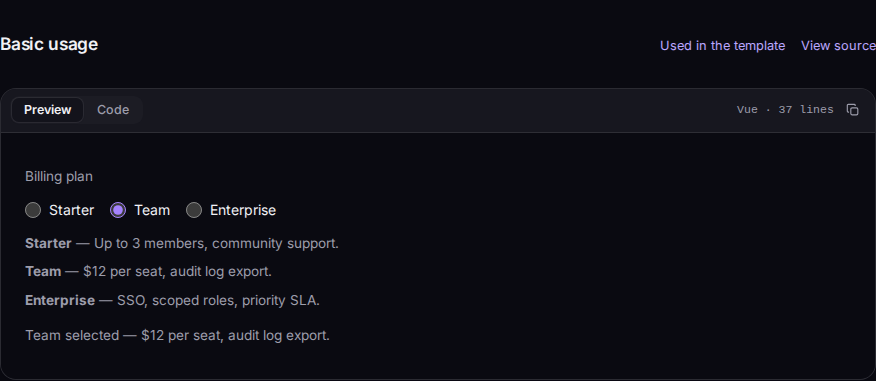 Basic usage
Used in the template View source
Preview Code Vue · 37 lines
Billing plan
Starter Team Enterprise
Starter — Up to 3 members, community support.
Team — $12 per seat, audit log export.
Enterprise — SSO, scoped roles, priority SLA.
Team selected — $12 per seat, audit log export.